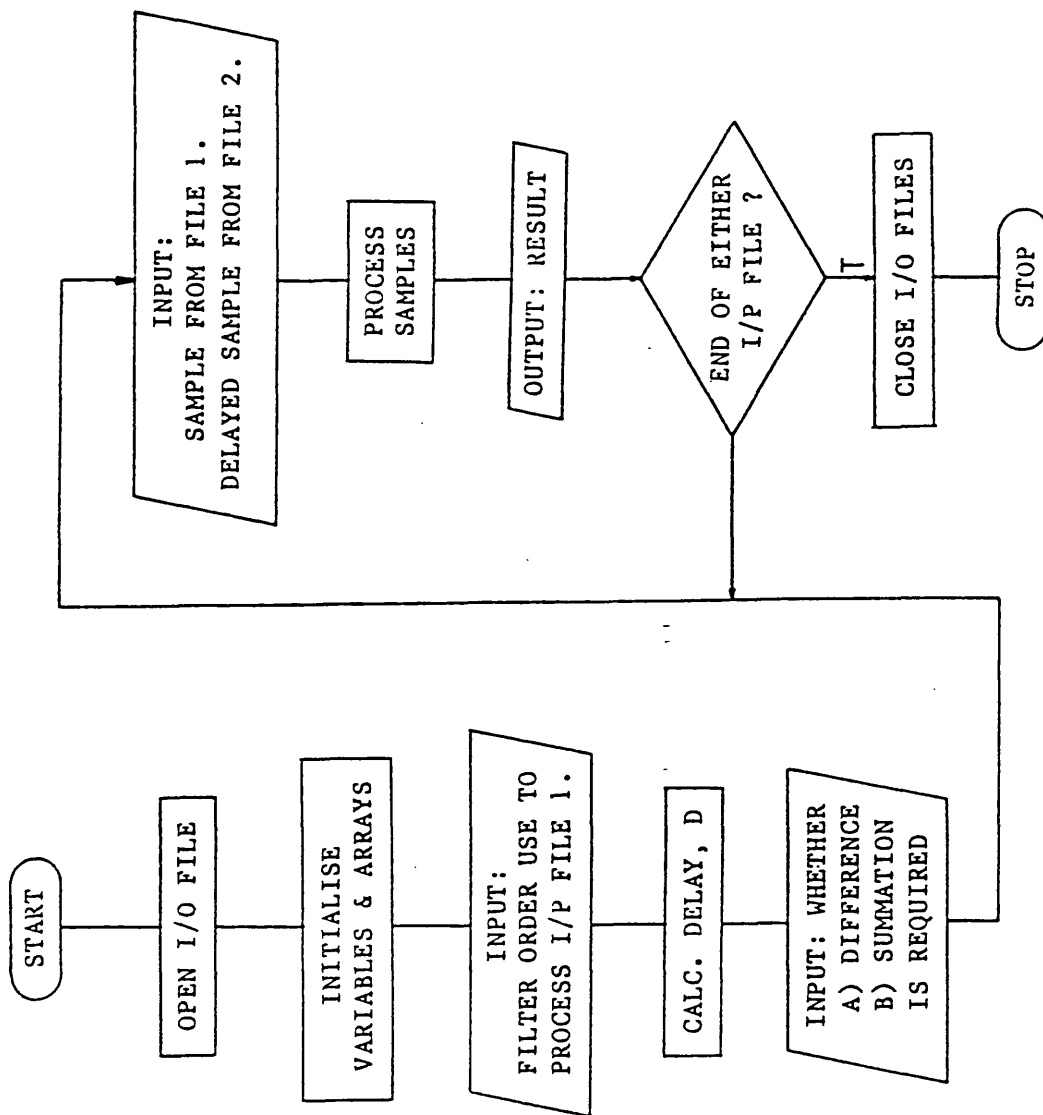 START
OPEN I/O FILE
INITIALISE
VARIABLES & ARRAYS
INPUT:
FILTER ORDER USE TO
PROCESS I/P FILE 1.
CALC. DELAY, D
INPUT: WHETHER
A) DIFFERENCE
B) SUMMATION
IS REQUIRED
INPUT:
SAMPLE FROM FILE 1.
DELAYED SAMPLE FROM FILE 2.
PROCESS
SAMPLES
OUTPUT: RESULT
END OF EITHER
I/P FILE ?
T
CLOSE I/O FILES
STOP